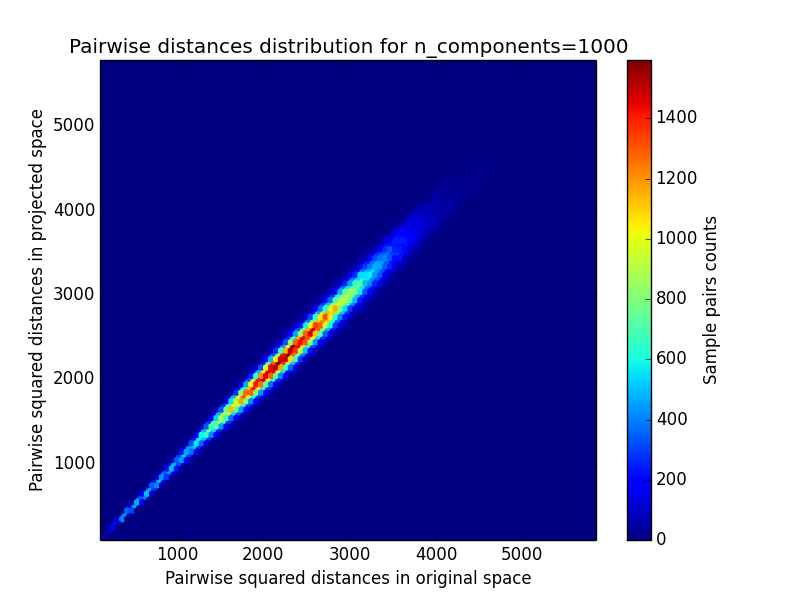 Pairwise distances distribution for n_components=1000
Pairwise squared distances in projected space
5000
4000
3000
2000
1000
1000 2000 3000 4000 5000
Pairwise squared distances in original space
1400
1200
1000
800
600
400
200
0
Sample pairs counts